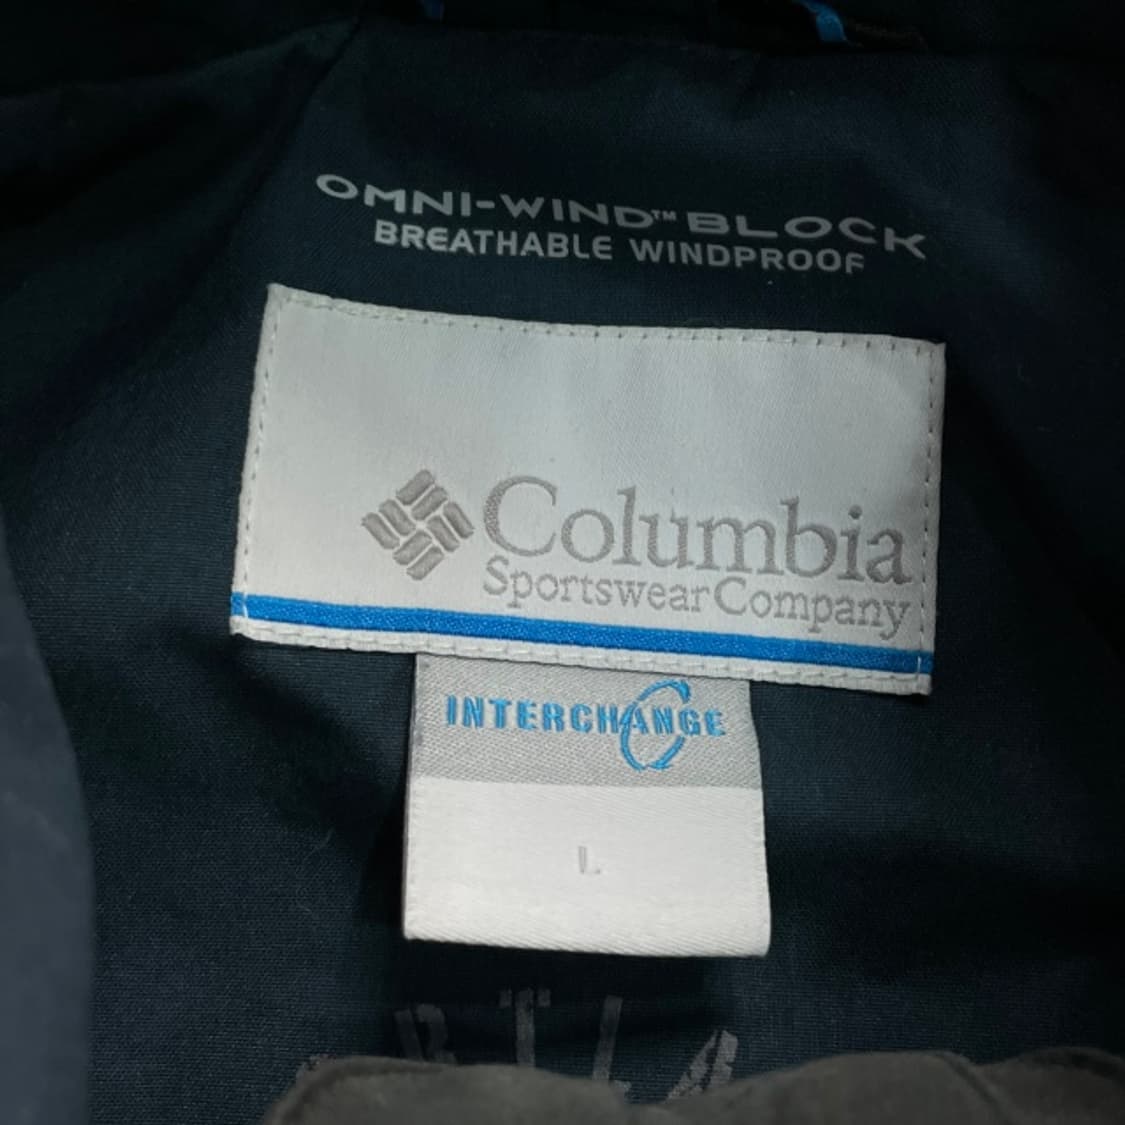 OMNI-WIND™ BLOCK
BREATHABLE WINDPROOF
Columbia
Sportswear Company
INTERCHANGE
L